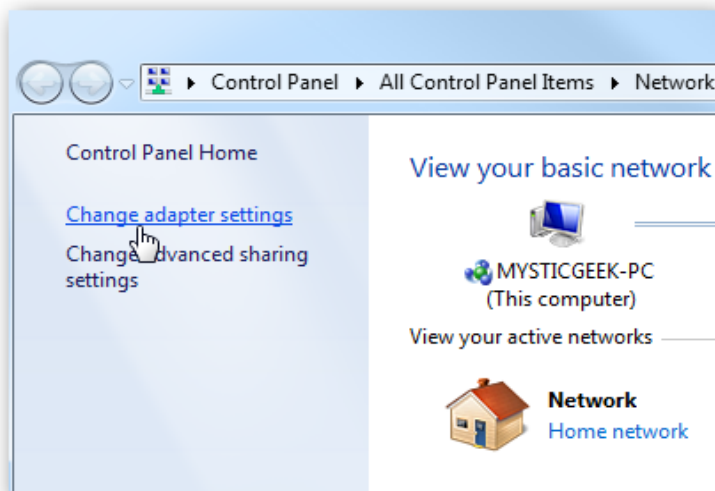 Control Panel ▸ All Control Panel Items ▸ Network
Control Panel Home
Change adapter settings
Change advanced sharing
settings
View your basic network
MYSTICGEEK-PC
(This computer)
View your active networks
Network
Home network